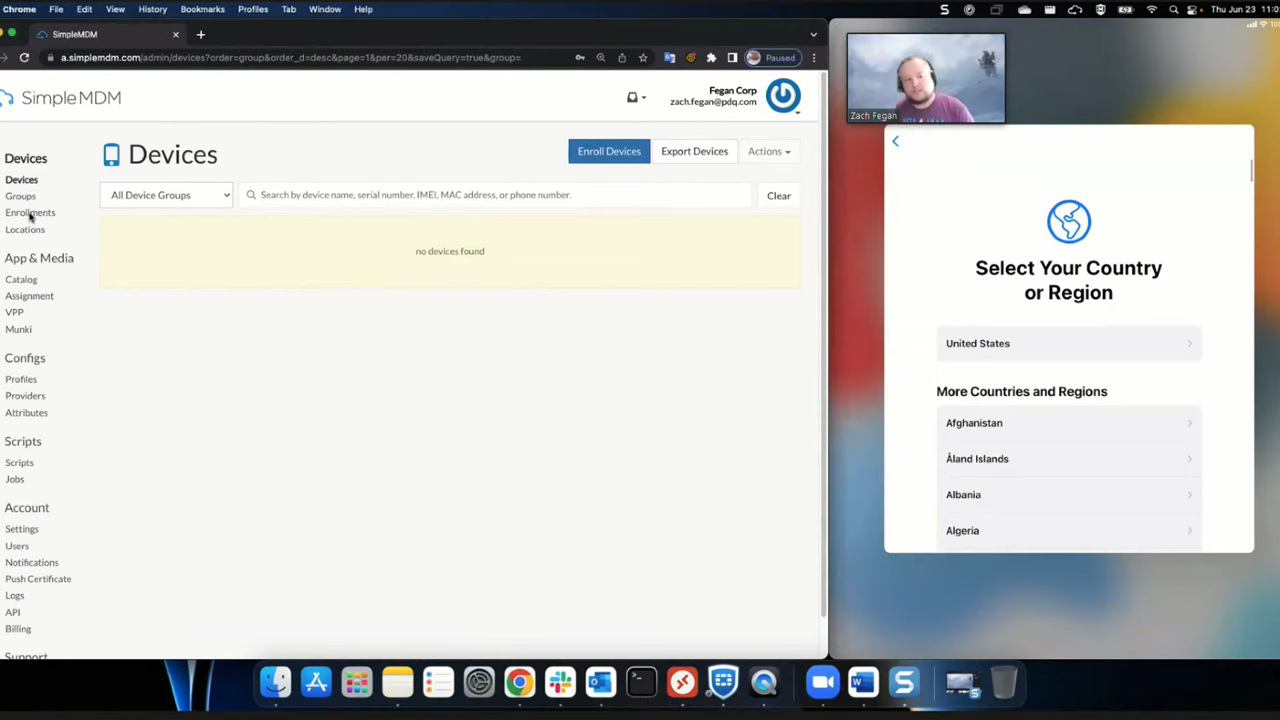 Chrome File Edit View History Bookmarks Profiles Tab Window Help
Thu Jun 23 11:0
SimpleMDM
a.simplemdm.com/admin/devices?order=group&order_d=desc&page=1&per=20&saveQuery=true&group=
Paused
SimpleMDM
Fegan Corp
zach.fegan@pdq.com
Devices
Devices
Groups
Enrollments
Locations
App & Media
Catalog
Assignment
VPP
Munki
Configs
Profiles
Providers
Attributes
Scripts
Scripts
Jobs
Account
Settings
Users
Notifications
Push Certificate
Logs
API
Billing
Support
Devices
Enroll Devices
Export Devices
Actions
All Device Groups
Search by device name, serial number, IMEI, MAC address, or phone number.
Clear
no devices found
Zach Fegan
Select Your Country
or Region
United States
More Countries and Regions
Afghanistan
Åland Islands
Albania
Algeria